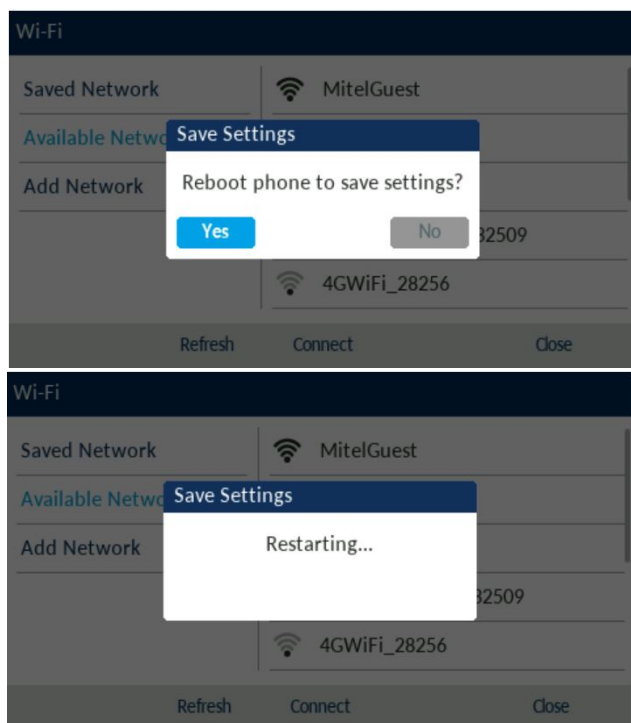 Wi-Fi
Saved Network MitelGuest
Available Netwo
Save Settings
Add Network
Reboot phone to save settings?
Yes No
32509
4GWiFi_28256
Refresh Connect Close
Wi-Fi
Saved Network MitelGuest
Available Netwo
Save Settings
Add Network
Restarting...
32509
4GWiFi_28256
Refresh Connect Close